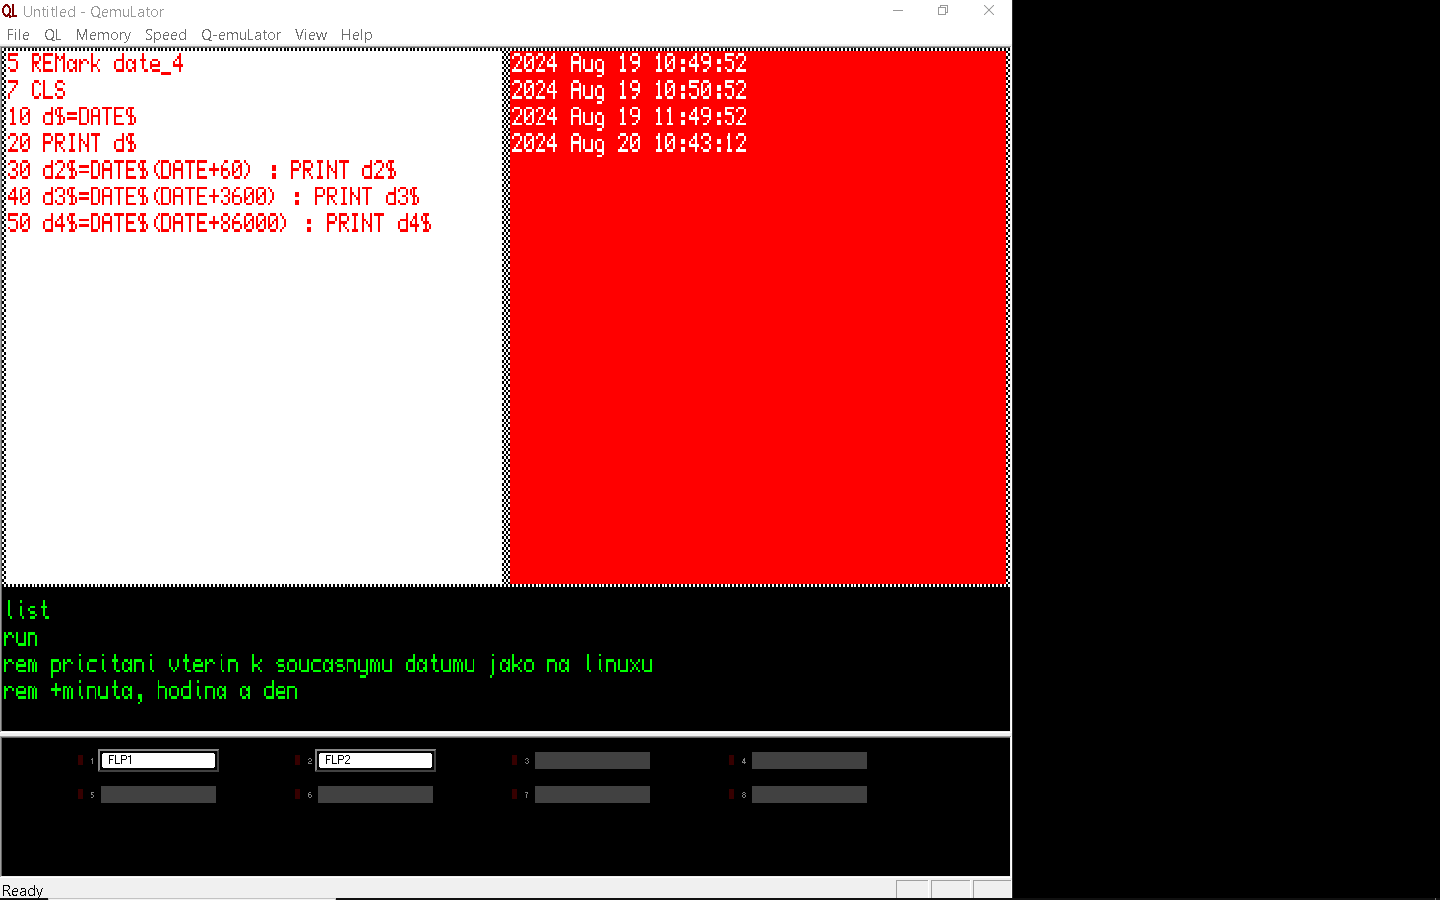 QL Untitled - QemuLator
File QL Memory Speed Q-emuLator View Help
5 REMark date_4
7 CLS
10 d$=DATE$
20 PRINT d$
30 d2$=DATE$(DATE+60) : PRINT d2$
40 d3$=DATE$(DATE+3600) : PRINT d3$
50 d4$=DATE$(DATE+86000) : PRINT d4$
2024 Aug 19 10:49:52
2024 Aug 19 10:50:52
2024 Aug 19 11:49:52
2024 Aug 20 10:43:12
list
run
rem pricitani vterin k soucasnymu datumu jako na linuxu
rem +minuta, hodina a den
1 FLP1 2 FLP2 3 4
5 6 7 8
Ready